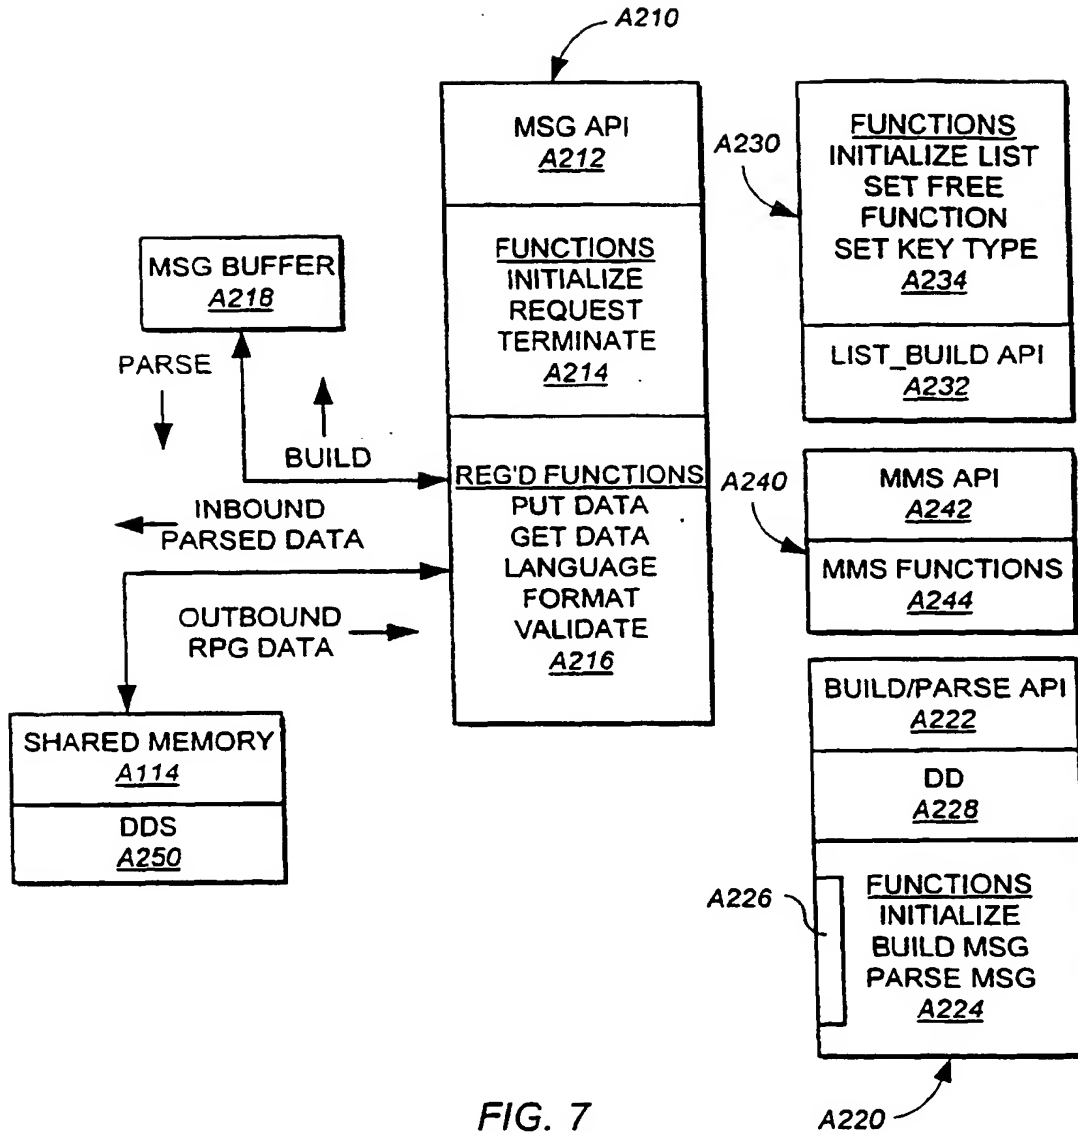 A210
MSG API
A212
FUNCTIONS
INITIALIZE
REQUEST
TERMINATE
A214
REG'D FUNCTIONS
PUT DATA
GET DATA
LANGUAGE
FORMAT
VALIDATE
A216
MSG BUFFER
A218
PARSE
BUILD
INBOUND
PARSED DATA
OUTBOUND
RPG DATA
SHARED MEMORY
A114
DDS
A250
A230
FUNCTIONS
INITIALIZE LIST
SET FREE
FUNCTION
SET KEY TYPE
A234
LIST_BUILD API
A232
A240
MMS API
A242
MMS FUNCTIONS
A244
BUILD/PARSE API
A222
DD
A228
A226
FUNCTIONS
INITIALIZE
BUILD MSG
PARSE MSG
A224
A220
FIG. 7